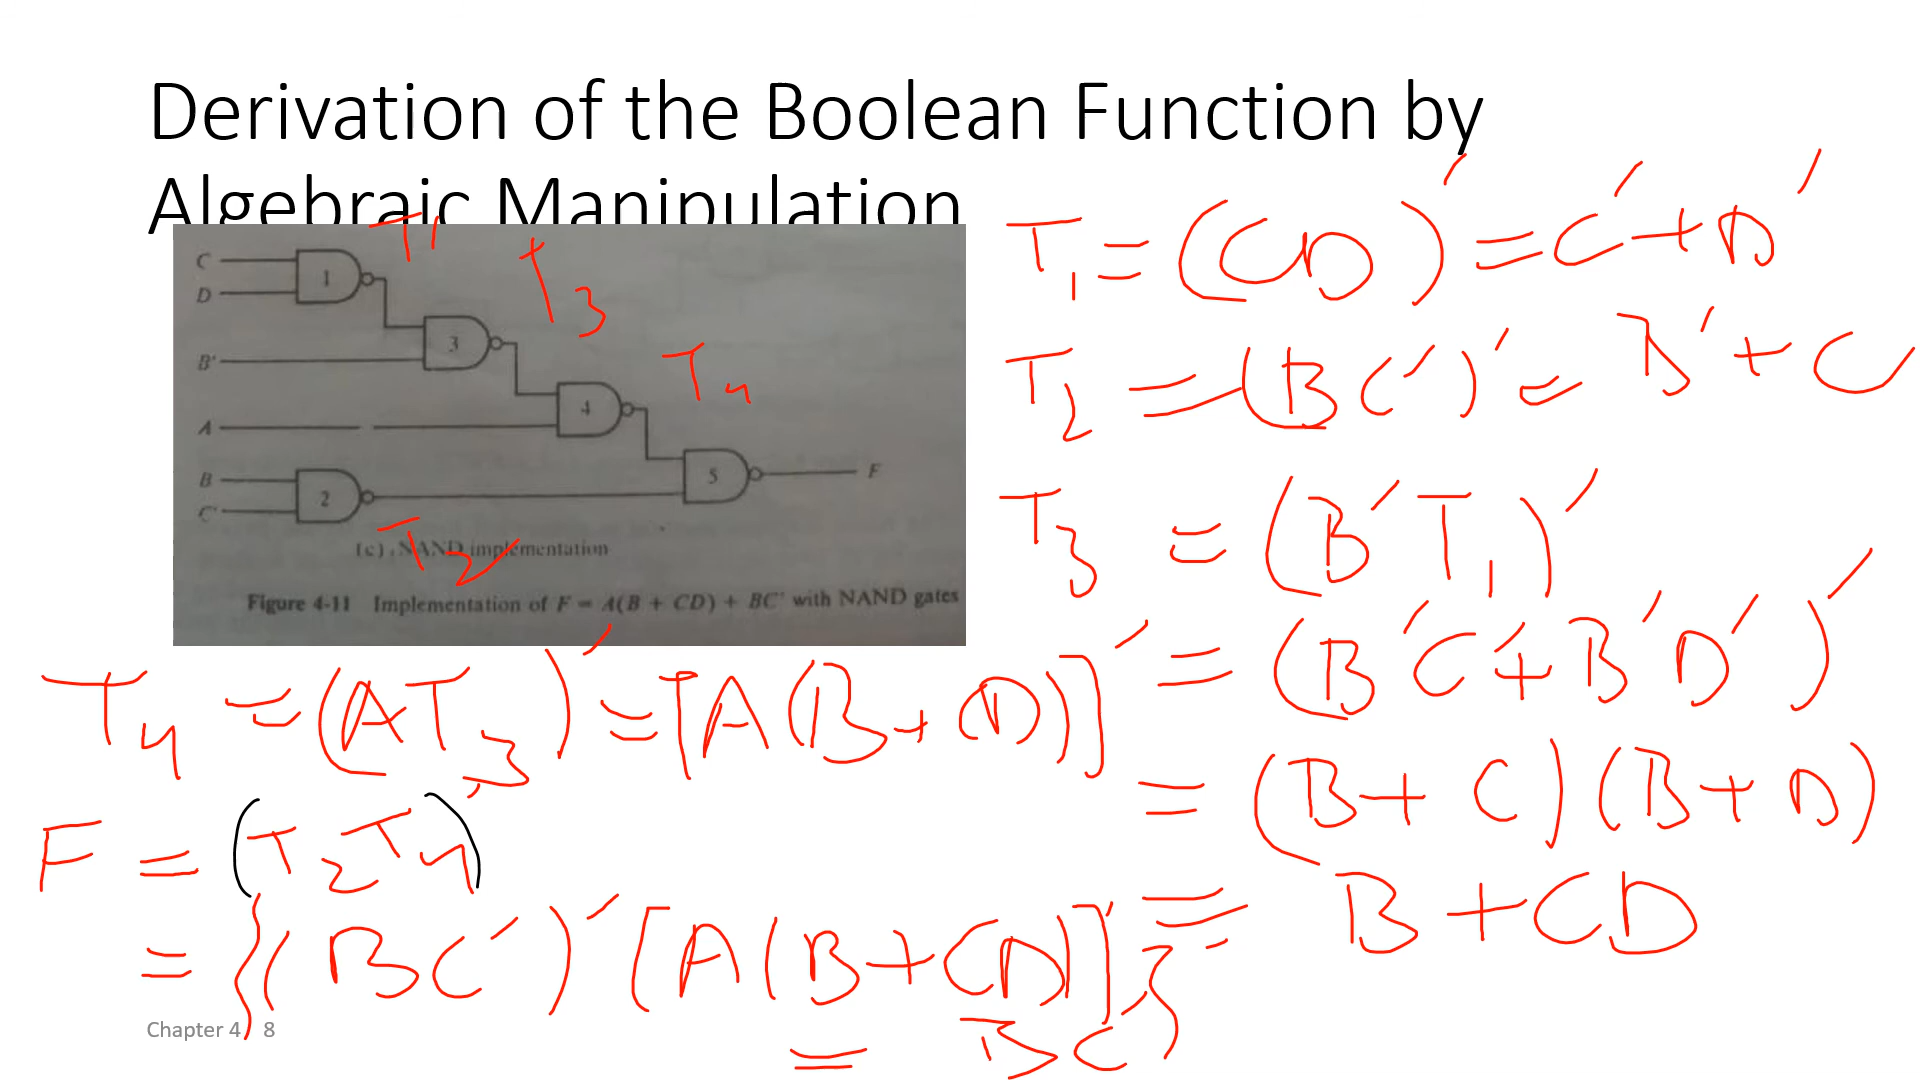 Derivation of the Boolean Function by
Algebraic Manipulation
T1
T3
T4
T2
C
D
B'
A
B
C'
1
3
4
5
2
F
(c) NAND implementation
Figure 4-11 Implementation of F = A(B + CD) + BC' with NAND gates
T1 = (CD)' = C' + D'
T2 = (BC')' = B' + C
T3 = (B'T1)'
= (B'C' + B'D')'
= (B + C)(B + D)
= B + CD
T4 = (AT3)' = [A(B + D)]'
F = (T2T4)'
= {(BC')'[A(B+CD)]'}'
= BC'
Chapter 4 8